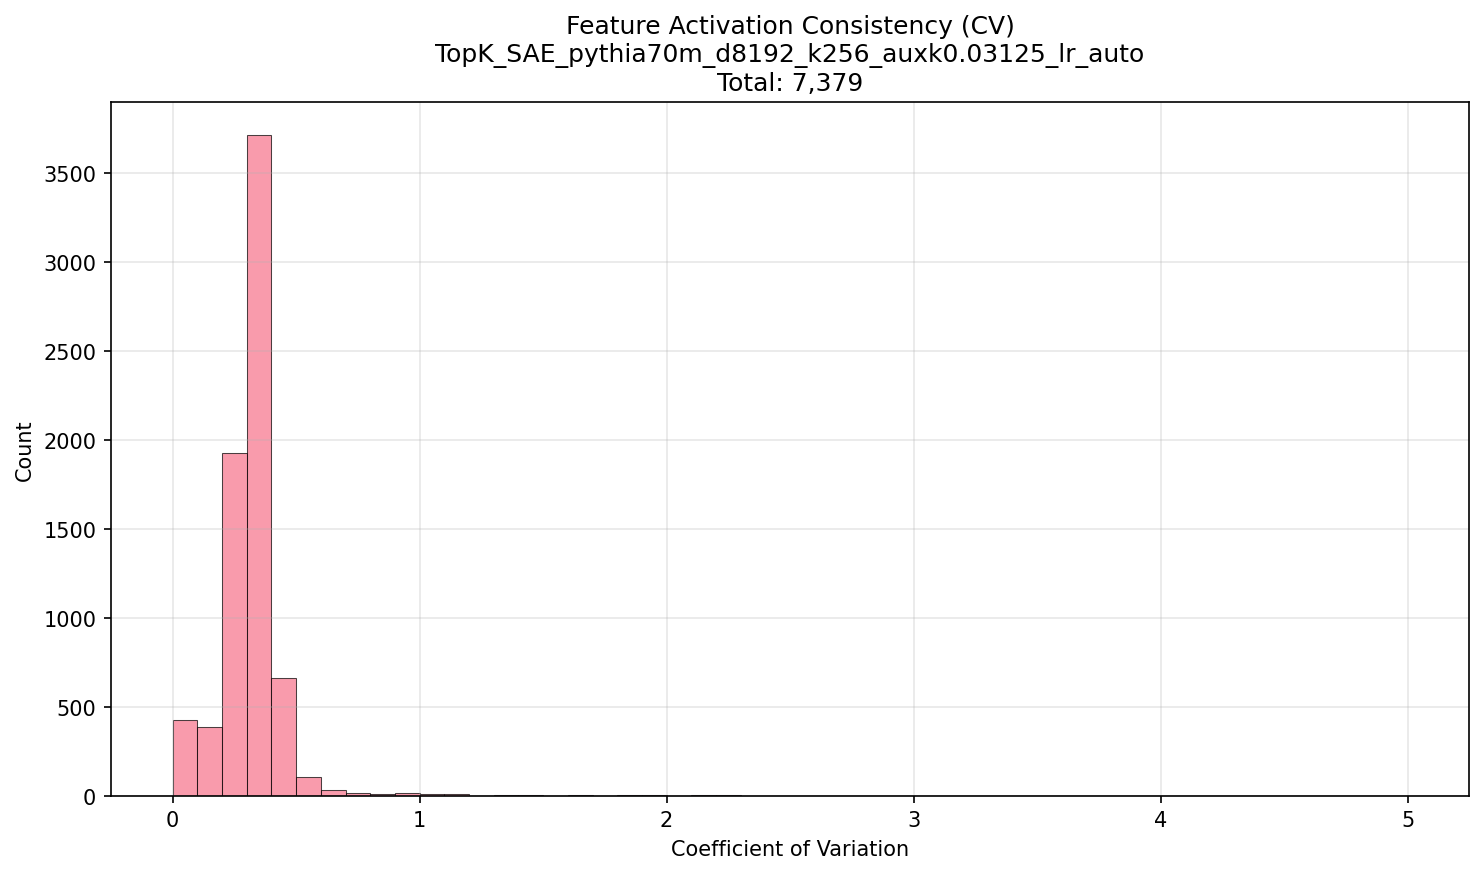 Feature Activation Consistency (CV)
TopK_SAE_pythia70m_d8192_k256_auxk0.03125_lr_auto
Total: 7,379
3500
3000
2500
2000
1500
1000
500
0
Count
0 1 2 3 4 5
Coefficient of Variation